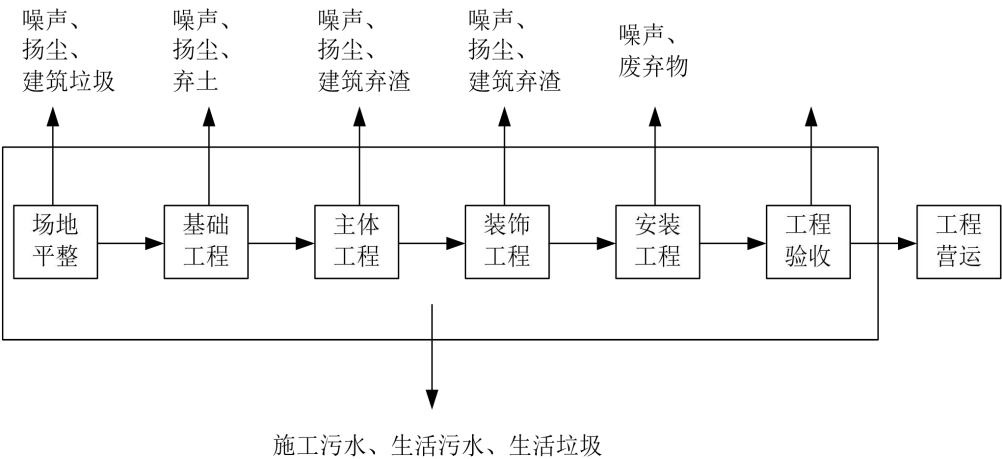 噪声、
扬尘、
建筑垃圾
噪声、
扬尘、
弃土
噪声、
扬尘、
建筑弃渣
噪声、
扬尘、
建筑弃渣
噪声、
废弃物
场地
平整
基础
工程
主体
工程
装饰
工程
安装
工程
工程
验收
工程
营运
施工污水、生活污水、生活垃圾